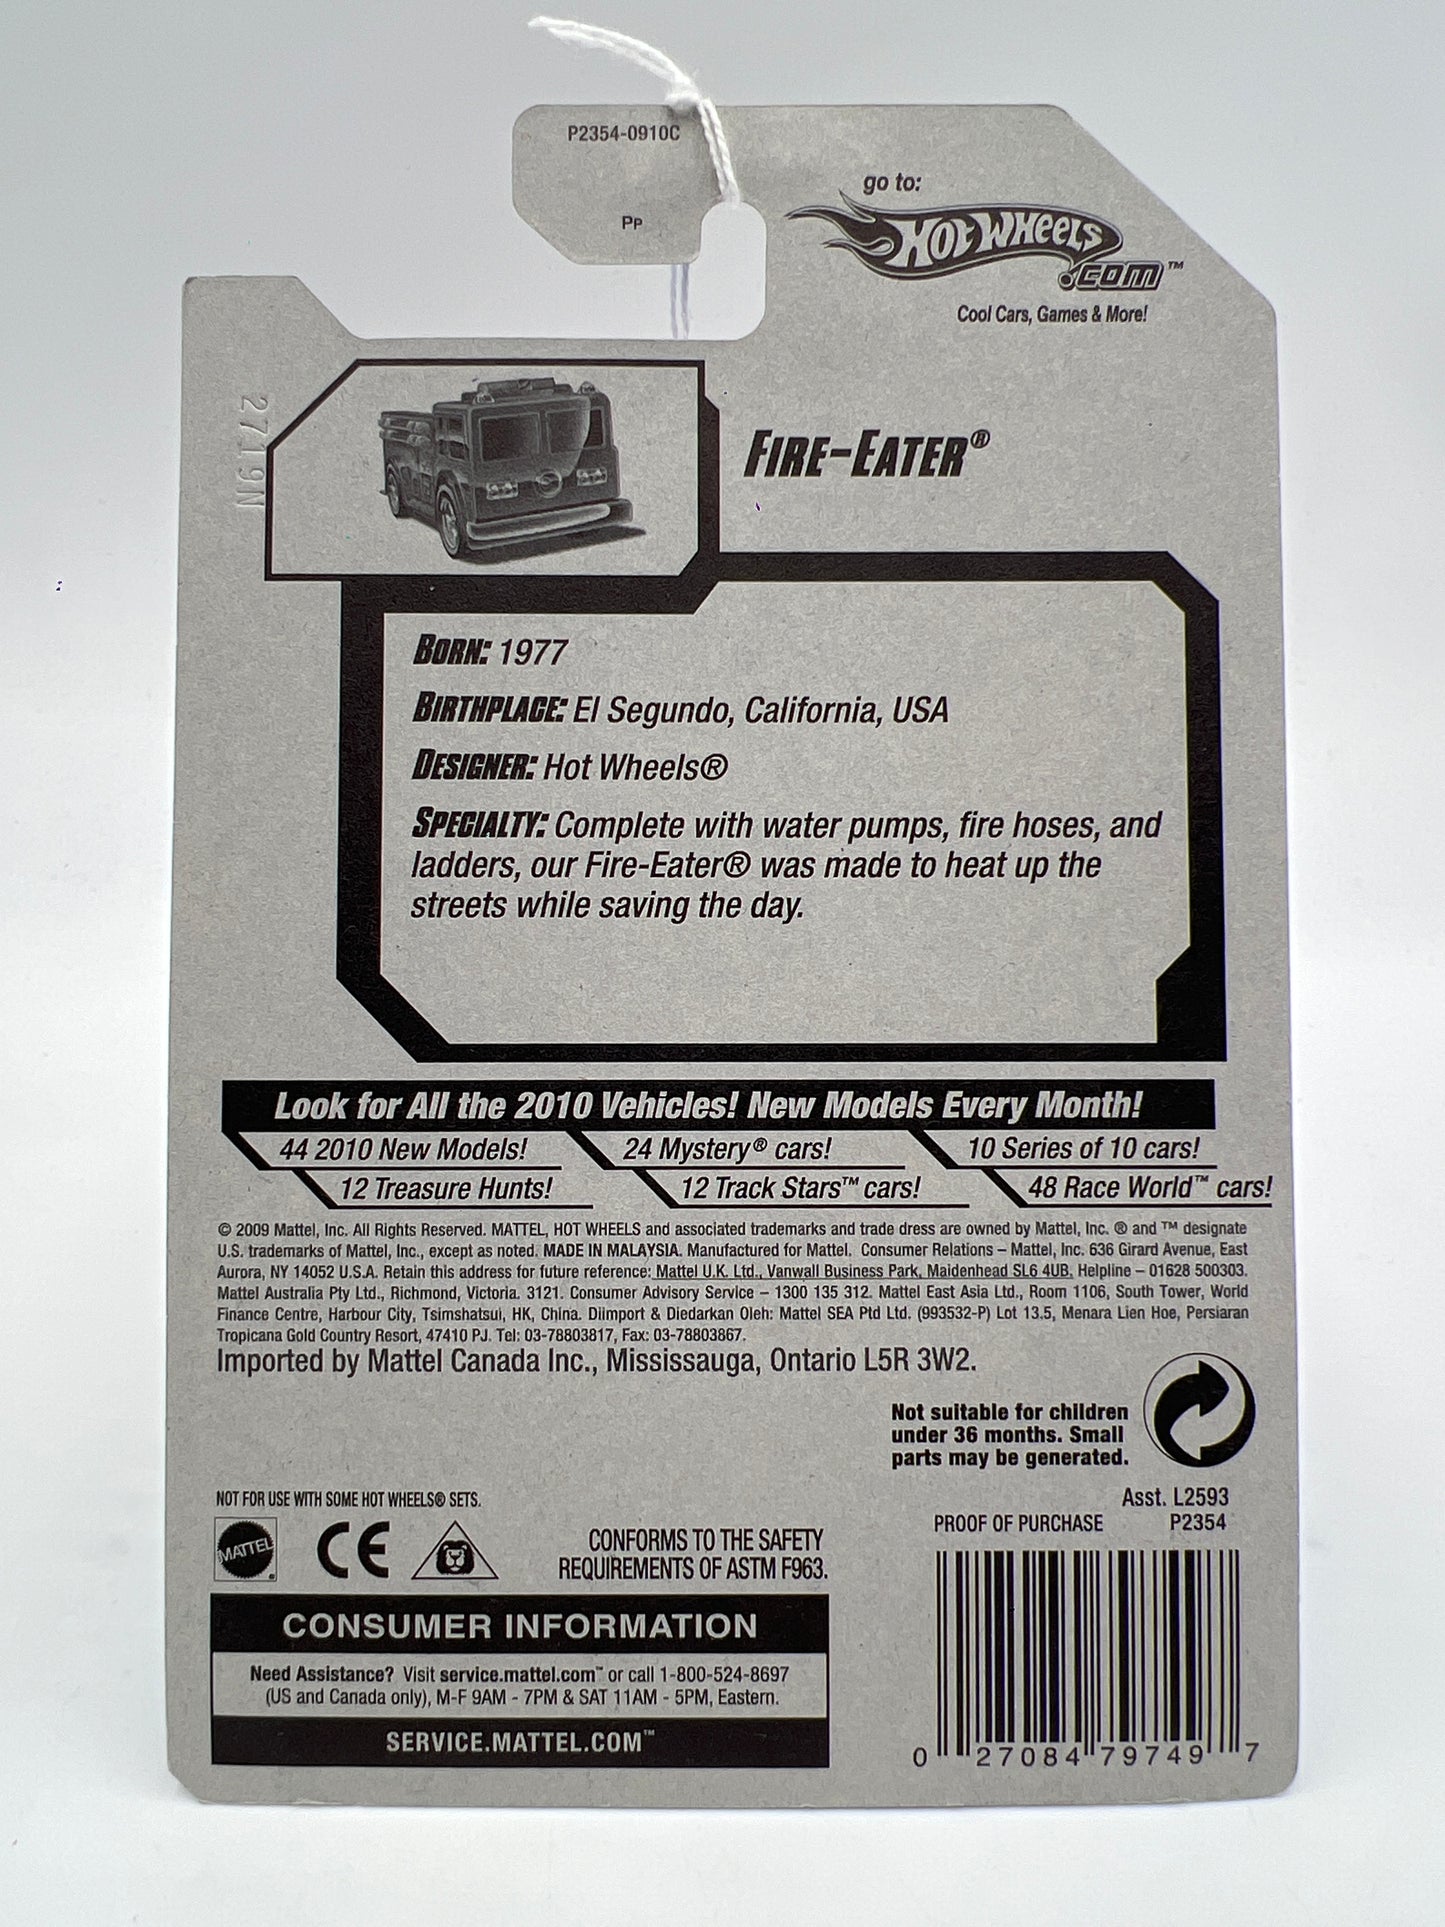 P2354-0910C
PP
go to:
HOT WHEELS
.COM™
Cool Cars, Games & More!
2719N
FIRE-EATER®
BORN: 1977
BIRTHPLACE: El Segundo, California, USA
DESIGNER: Hot Wheels®
SPECIALTY: Complete with water pumps, fire hoses, and
ladders, our Fire-Eater® was made to heat up the
streets while saving the day.
Look for All the 2010 Vehicles! New Models Every Month!
44 2010 New Models!
24 Mystery® cars!
10 Series of 10 cars!
12 Treasure Hunts!
12 Track Stars™ cars!
48 Race World™ cars!
© 2009 Mattel, Inc. All Rights Reserved. MATTEL, HOT WHEELS and associated trademarks and trade dress are owned by Mattel, Inc. ® and ™ designate
U.S. trademarks of Mattel, Inc., except as noted. MADE IN MALAYSIA. Manufactured for Mattel. Consumer Relations – Mattel, Inc. 636 Girard Avenue, East
Aurora, NY 14052 U.S.A. Retain this address for future reference: Mattel U.K. Ltd., Vanwall Business Park, Maidenhead SL6 4UB. Helpline – 01628 500303.
Mattel Australia Pty Ltd., Richmond, Victoria. 3121. Consumer Advisory Service – 1300 135 312. Mattel East Asia Ltd., Room 1106, South Tower, World
Finance Centre, Harbour City, Tsimshatsui, HK, China. Diimport & Diedarkan Oleh: Mattel SEA Ptd Ltd. (993532-P) Lot 13.5, Menara Lien Hoe, Persiaran
Tropicana Gold Country Resort, 47410 PJ. Tel: 03-78803817, Fax: 03-78803867.
Imported by Mattel Canada Inc., Mississauga, Ontario L5R 3W2.
Not suitable for children
under 36 months. Small
parts may be generated.
NOT FOR USE WITH SOME HOT WHEELS® SETS.
Asst. L2593
PROOF OF PURCHASE P2354
MATTEL ®
CE
CONFORMS TO THE SAFETY
REQUIREMENTS OF ASTM F963.
CONSUMER INFORMATION
Need Assistance? Visit service.mattel.com™ or call 1-800-524-8697
(US and Canada only), M-F 9AM - 7PM & SAT 11AM - 5PM, Eastern.
SERVICE.MATTEL.COM™
0 27084 79749 7